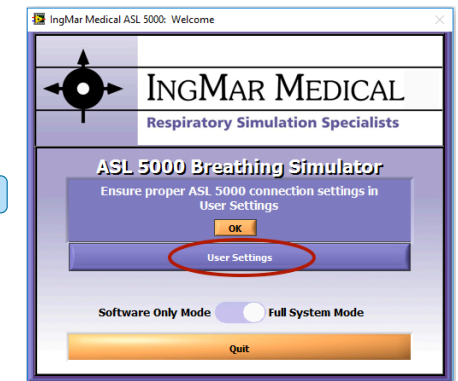 IngMar Medical ASL 5000: Welcome
INGMAR MEDICAL
Respiratory Simulation Specialists
ASL 5000 Breathing Simulator
Ensure proper ASL 5000 connection settings in
User Settings
OK
User Settings
Software Only Mode Full System Mode
Quit